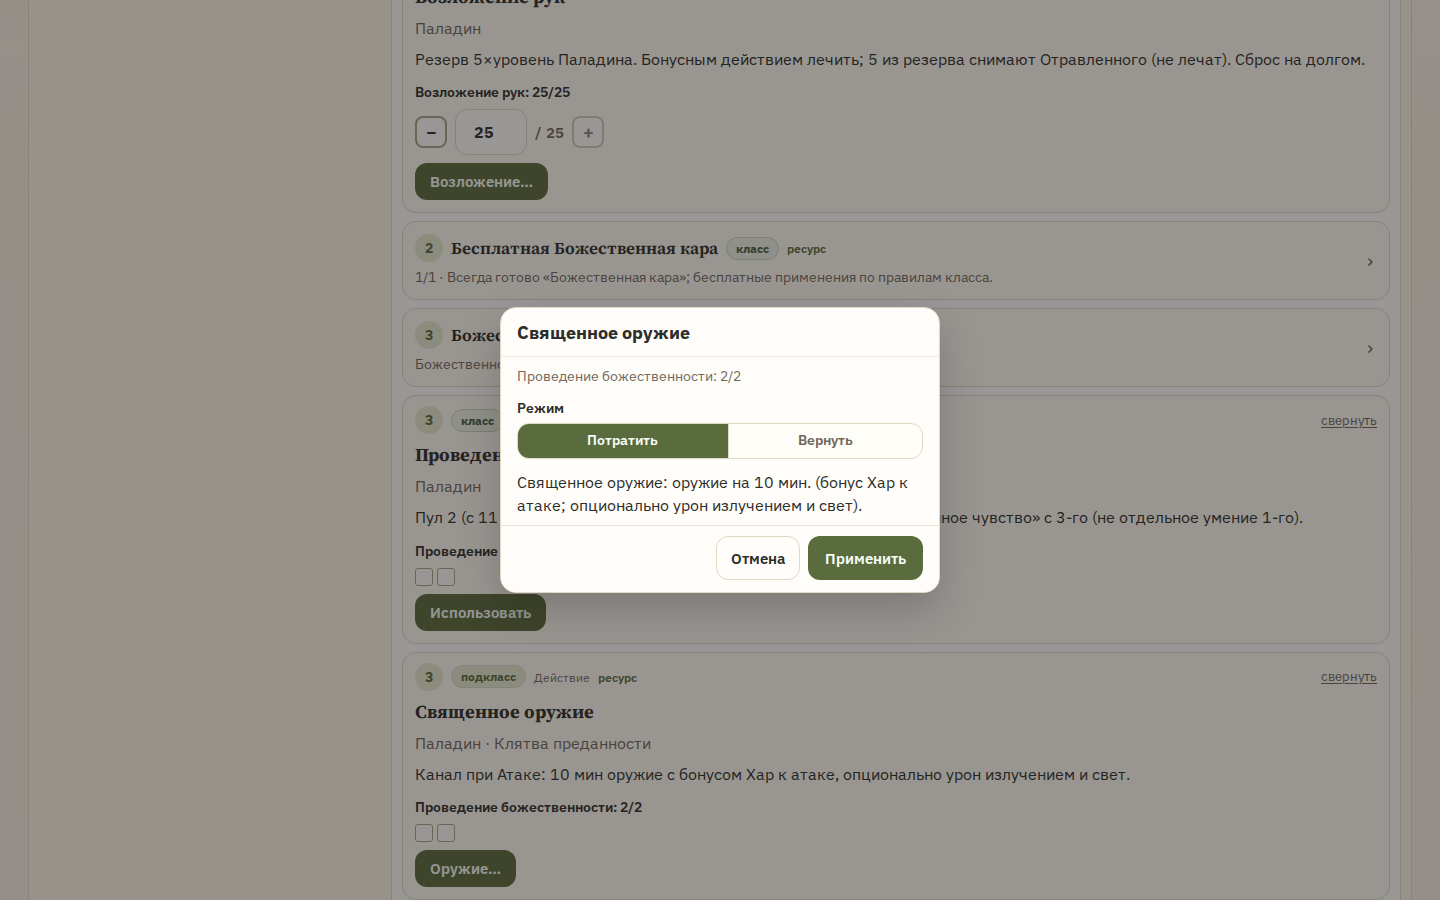 Возложение рук
Паладин
Резерв 5×уровень Паладина. Бонусным действием лечить; 5 из резерва снимают Отравленного (не лечат). Сброс на долгом.
Возложение рук: 25/25
− 25 / 25 +
Возложение…
2 Бесплатная Божественная кара класс ресурс
1/1 · Всегда готово «Божественная кара»; бесплатные применения по правилам класса.
›
3
›
3 класс
свернуть
Паладин
Пул 2 (с 11
чувство» с 3-го (не отдельное умение 1-го).
Проведение
Использовать
Священное оружие
Проведение божественности: 2/2
Режим
Потратить Вернуть
Священное оружие: оружие на 10 мин. (бонус Хар к
атаке; опционально урон излучением и свет).
Отмена Применить
3 подкласс Действие ресурс свернуть
Священное оружие
Паладин · Клятва преданности
Канал при Атаке: 10 мин оружие с бонусом Хар к атаке, опционально урон излучением и свет.
Проведение божественности: 2/2
Оружие…